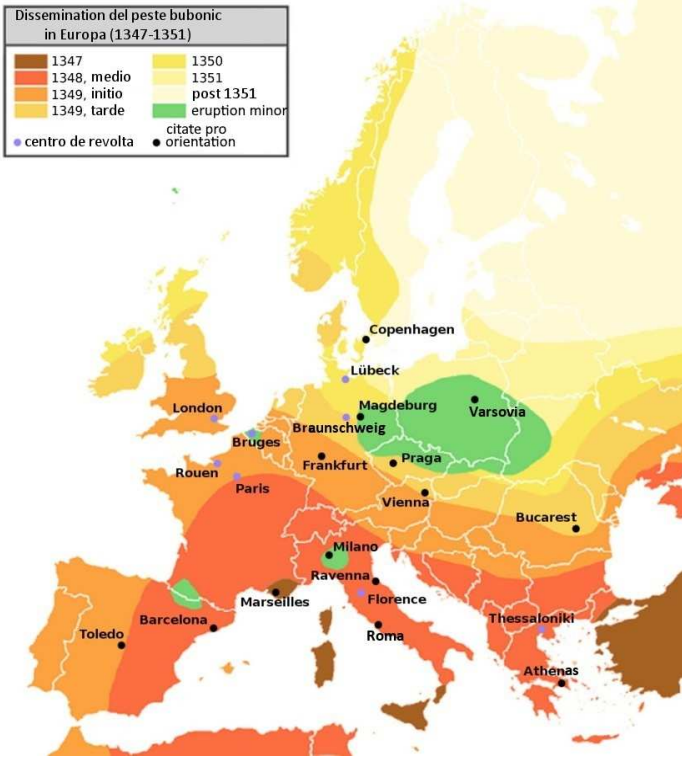 Dissemination del peste bubonic
in Europa (1347-1351)
1347
1348, medio
1349, initio
1349, tarde
1350
1351
post 1351
eruption minor
centro de revolta
citate pro
orientation
Copenhagen
Lübeck
Magdeburg
Varsovia
London
Braunschweig
Bruges
Frankfurt
Praga
Rouen
Paris
Vienna
Bucarest
Milano
Ravenna
Marseilles
Florence
Barcelona
Thessaloniki
Toledo
Roma
Athenas